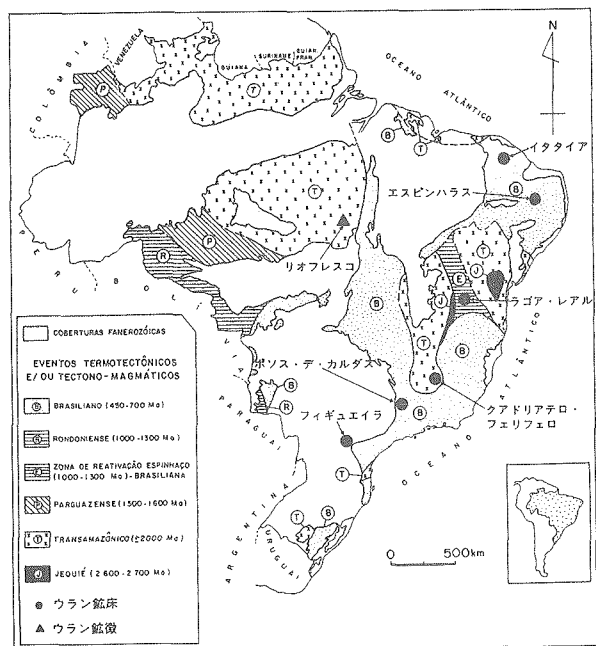 COLÔMBIA
VENEZUELA
GUIANA
SURINAME
GUIAN. FRAN.
OCEANO ATLÂNTICO
N
P
T
B
T
イタタイア
エスピンハラス
B
T
P
R
リオフレスコ
PERU
BOLÍVIA
T
E
J
J
ラゴア・レアル
B
T
B
ポソス・デ・カルダス
B
R
B
フィギュエイラ
クアドリアテロ・
フェリフェロ
PARAGUAI
T
OCEANO ATLÂNTICO
T
B
ARGENTINA
URUGUAI
0 500km
COBERTURAS FANEROZÓICAS
EVENTOS TERMOTECTÔNICOS
E/OU TECTONO-MAGMÁTICOS
B BRASILIANO (450-700 Ma)
R RONDONIENSE (1000-1300 Ma)
E ZONA DE REATIVAÇÃO ESPINHAÇO
(1000-1300 Ma)-BRASILIANA
P PARGUAZENSE (1500-1600 Ma)
T TRANSAMAZÔNICO (±2000 Ma)
J JEQUIÉ (2600-2700 Ma)
ウラン鉱床
ウラン鉱徴